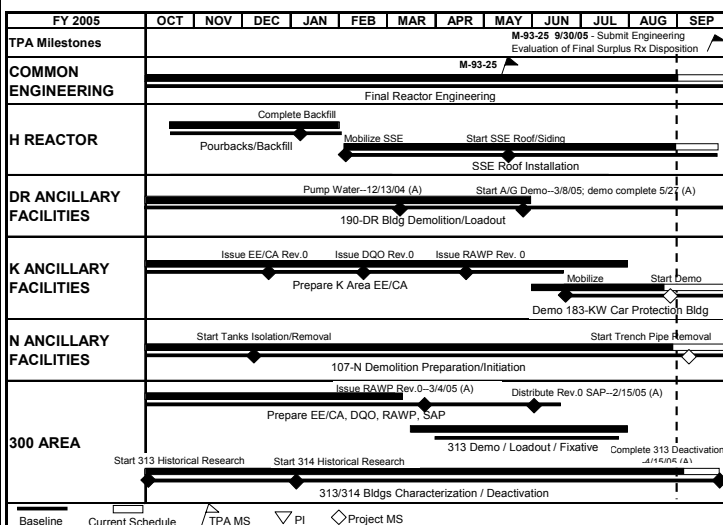 FY 2005 OCT NOV DEC JAN FEB MAR APR MAY JUN JUL AUG SEP
TPA Milestones
M-93-25 9/30/05 - Submit Engineering
Evaluation of Final Surplus Rx Disposition
M-93-25
COMMON
ENGINEERING
Final Reactor Engineering
H REACTOR
Complete Backfill
Pourbacks/Backfill
Mobilize SSE
Start SSE Roof/Siding
SSE Roof Installation
DR ANCILLARY
FACILITIES
Pump Water--12/13/04 (A)
Start A/G Demo--3/8/05; demo complete 5/27 (A)
190-DR Bldg Demolition/Loadout
K ANCILLARY
FACILITIES
Issue EE/CA Rev.0
Issue DQO Rev.0
Issue RAWP Rev. 0
Prepare K Area EE/CA
Mobilize
Start Demo
Demo 183-KW Car Protection Bldg
N ANCILLARY
FACILITIES
Start Tanks Isolation/Removal
Start Trench Pipe Removal
107-N Demolition Preparation/Initiation
300 AREA
Issue RAWP Rev.0--3/4/05 (A)
Distribute Rev.0 SAP--2/15/05 (A)
Prepare EE/CA, DQO, RAWP, SAP
313 Demo / Loadout / Fixative
Complete 313 Deactivation
-4/15/05 (A)
Start 313 Historical Research
Start 314 Historical Research
313/314 Bldgs Characterization / Deactivation
Baseline
Current Schedule
TPA MS
PI
Project MS